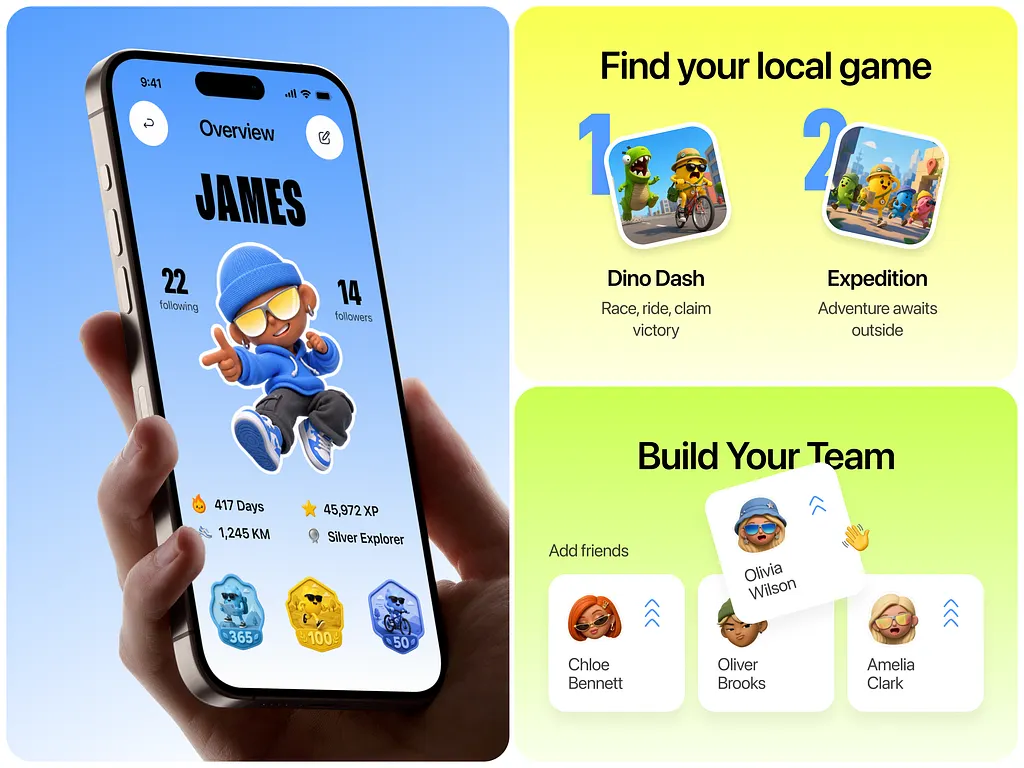 9:41
Overview
JAMES
22
following
14
followers
417 Days
45,972 XP
1,245 KM
Silver Explorer
365
100
50
Find your local game
1
2
Dino Dash
Race, ride, claim
victory
Expedition
Adventure awaits
outside
Build Your Team
Add friends
Olivia
Wilson
Chloe
Bennett
Oliver
Brooks
Amelia
Clark